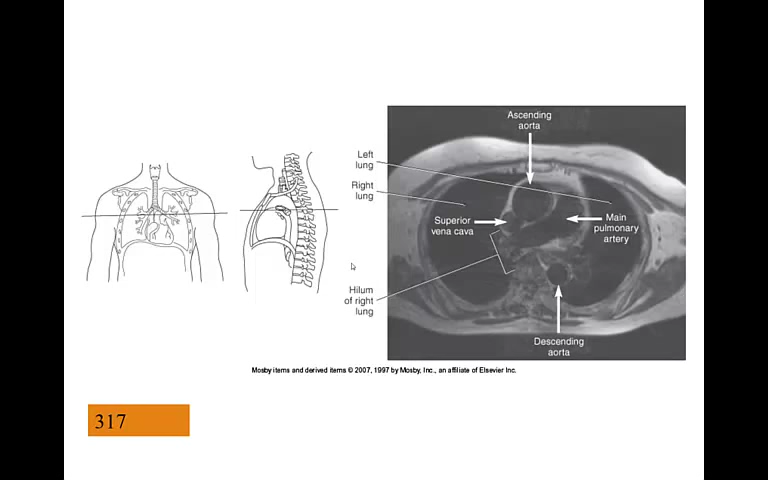 Ascending
aorta
Left
lung
Right
lung
Superior
vena cava
Main
pulmonary
artery
Hilum
of right
lung
Descending
aorta
Mosby items and derived items © 2007, 1997 by Mosby, Inc., an affiliate of Elsevier Inc.
317